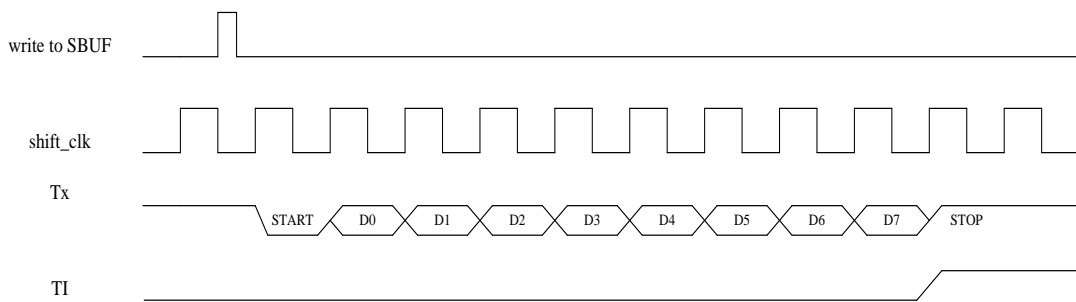 write to SBUF
shift_clk
Tx
START D0 D1 D2 D3 D4 D5 D6 D7 STOP
TI